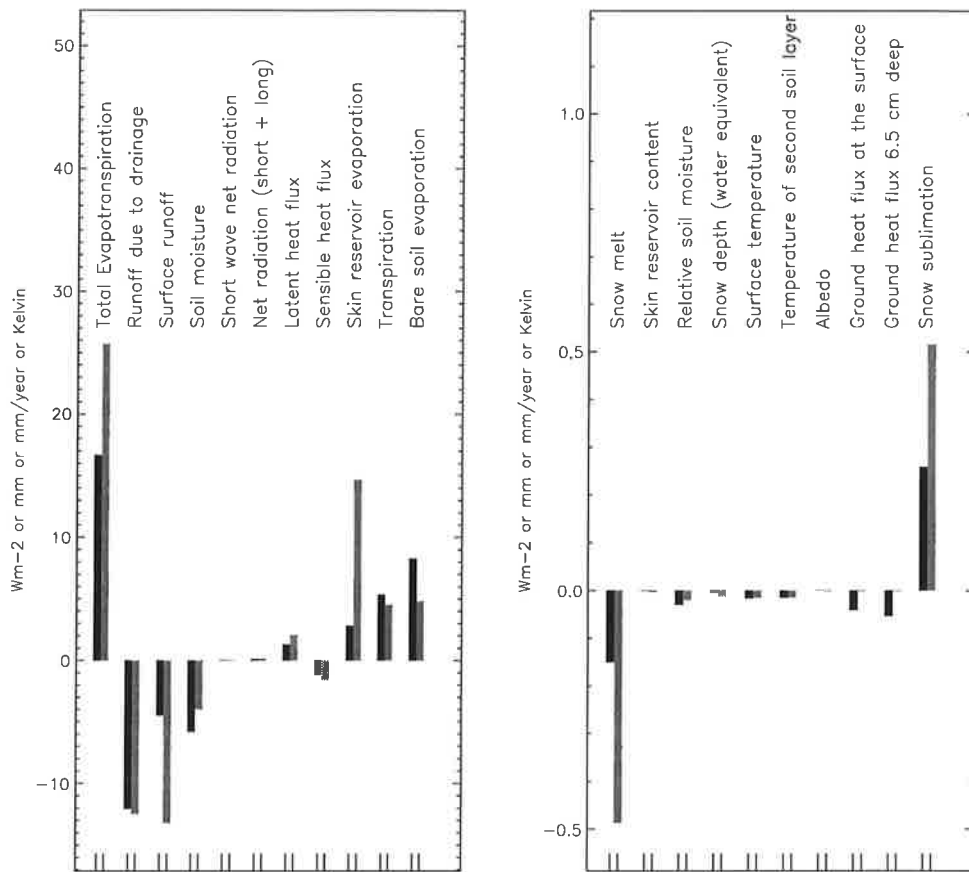 50
40
30
20
10
0
−10
Wm−2 or mm or mm/year or Kelvin
Total Evapotranspiration
Runoff due to drainage
Surface runoff
Soil moisture
Short wave net radiation
Net radiation (short + long)
Latent heat flux
Sensible heat flux
Skin reservoir evaporation
Transpiration
Bare soil evaporation
1.0
0,5
0.0
−0.5
Wm−2 or mm or mm/year or Kelvin
Snow melt
Skin reservoir content
Relative soil moisture
Snow depth (water equivalent)
Surface temperature
Temperature of second soil layer
Albedo
Ground heat flux at the surface
Ground heat flux 6.5 cm deep
Snow sublimation